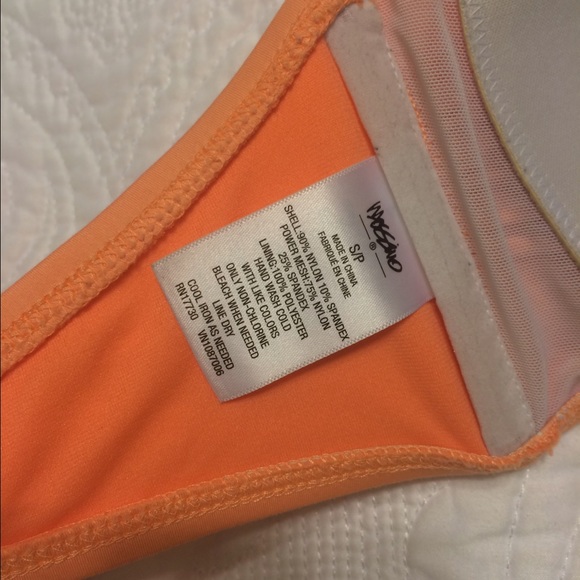 mossimo
®
S/P
MADE IN CHINA
FABRIQUÉ EN CHINE
SHELL:90% NYLON 10% SPANDEX
POWER MESH:75% NYLON
25% SPANDEX
LINING:100% POLYESTER
HAND WASH COLD
WITH LIKE COLORS
ONLY NON-CHLORINE
BLEACH WHEN NEEDED
LINE DRY
COOL IRON AS NEEDED
RN17730 VN1087006